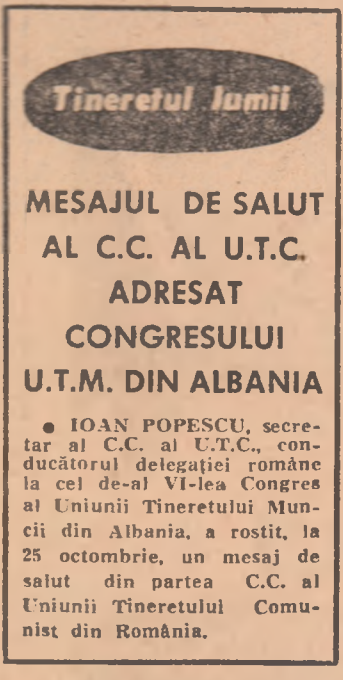 Tineretul lumii
MESAJUL DE SALUT
AL C.C. AL U.T.C.
ADRESAT
CONGRESULUI
U.T.M. DIN ALBANIA
● IOAN POPESCU, secre-
tar al C.C. al U.T.C., con-
ducătorul delegației române
la cel de-al VI-lea Congres
al Uniunii Tineretului Mun-
cii din Albania, a rostit, la
25 octombrie, un mesaj de
salut din partea C.C. al
Uniunii Tineretului Comu-
nist din România.